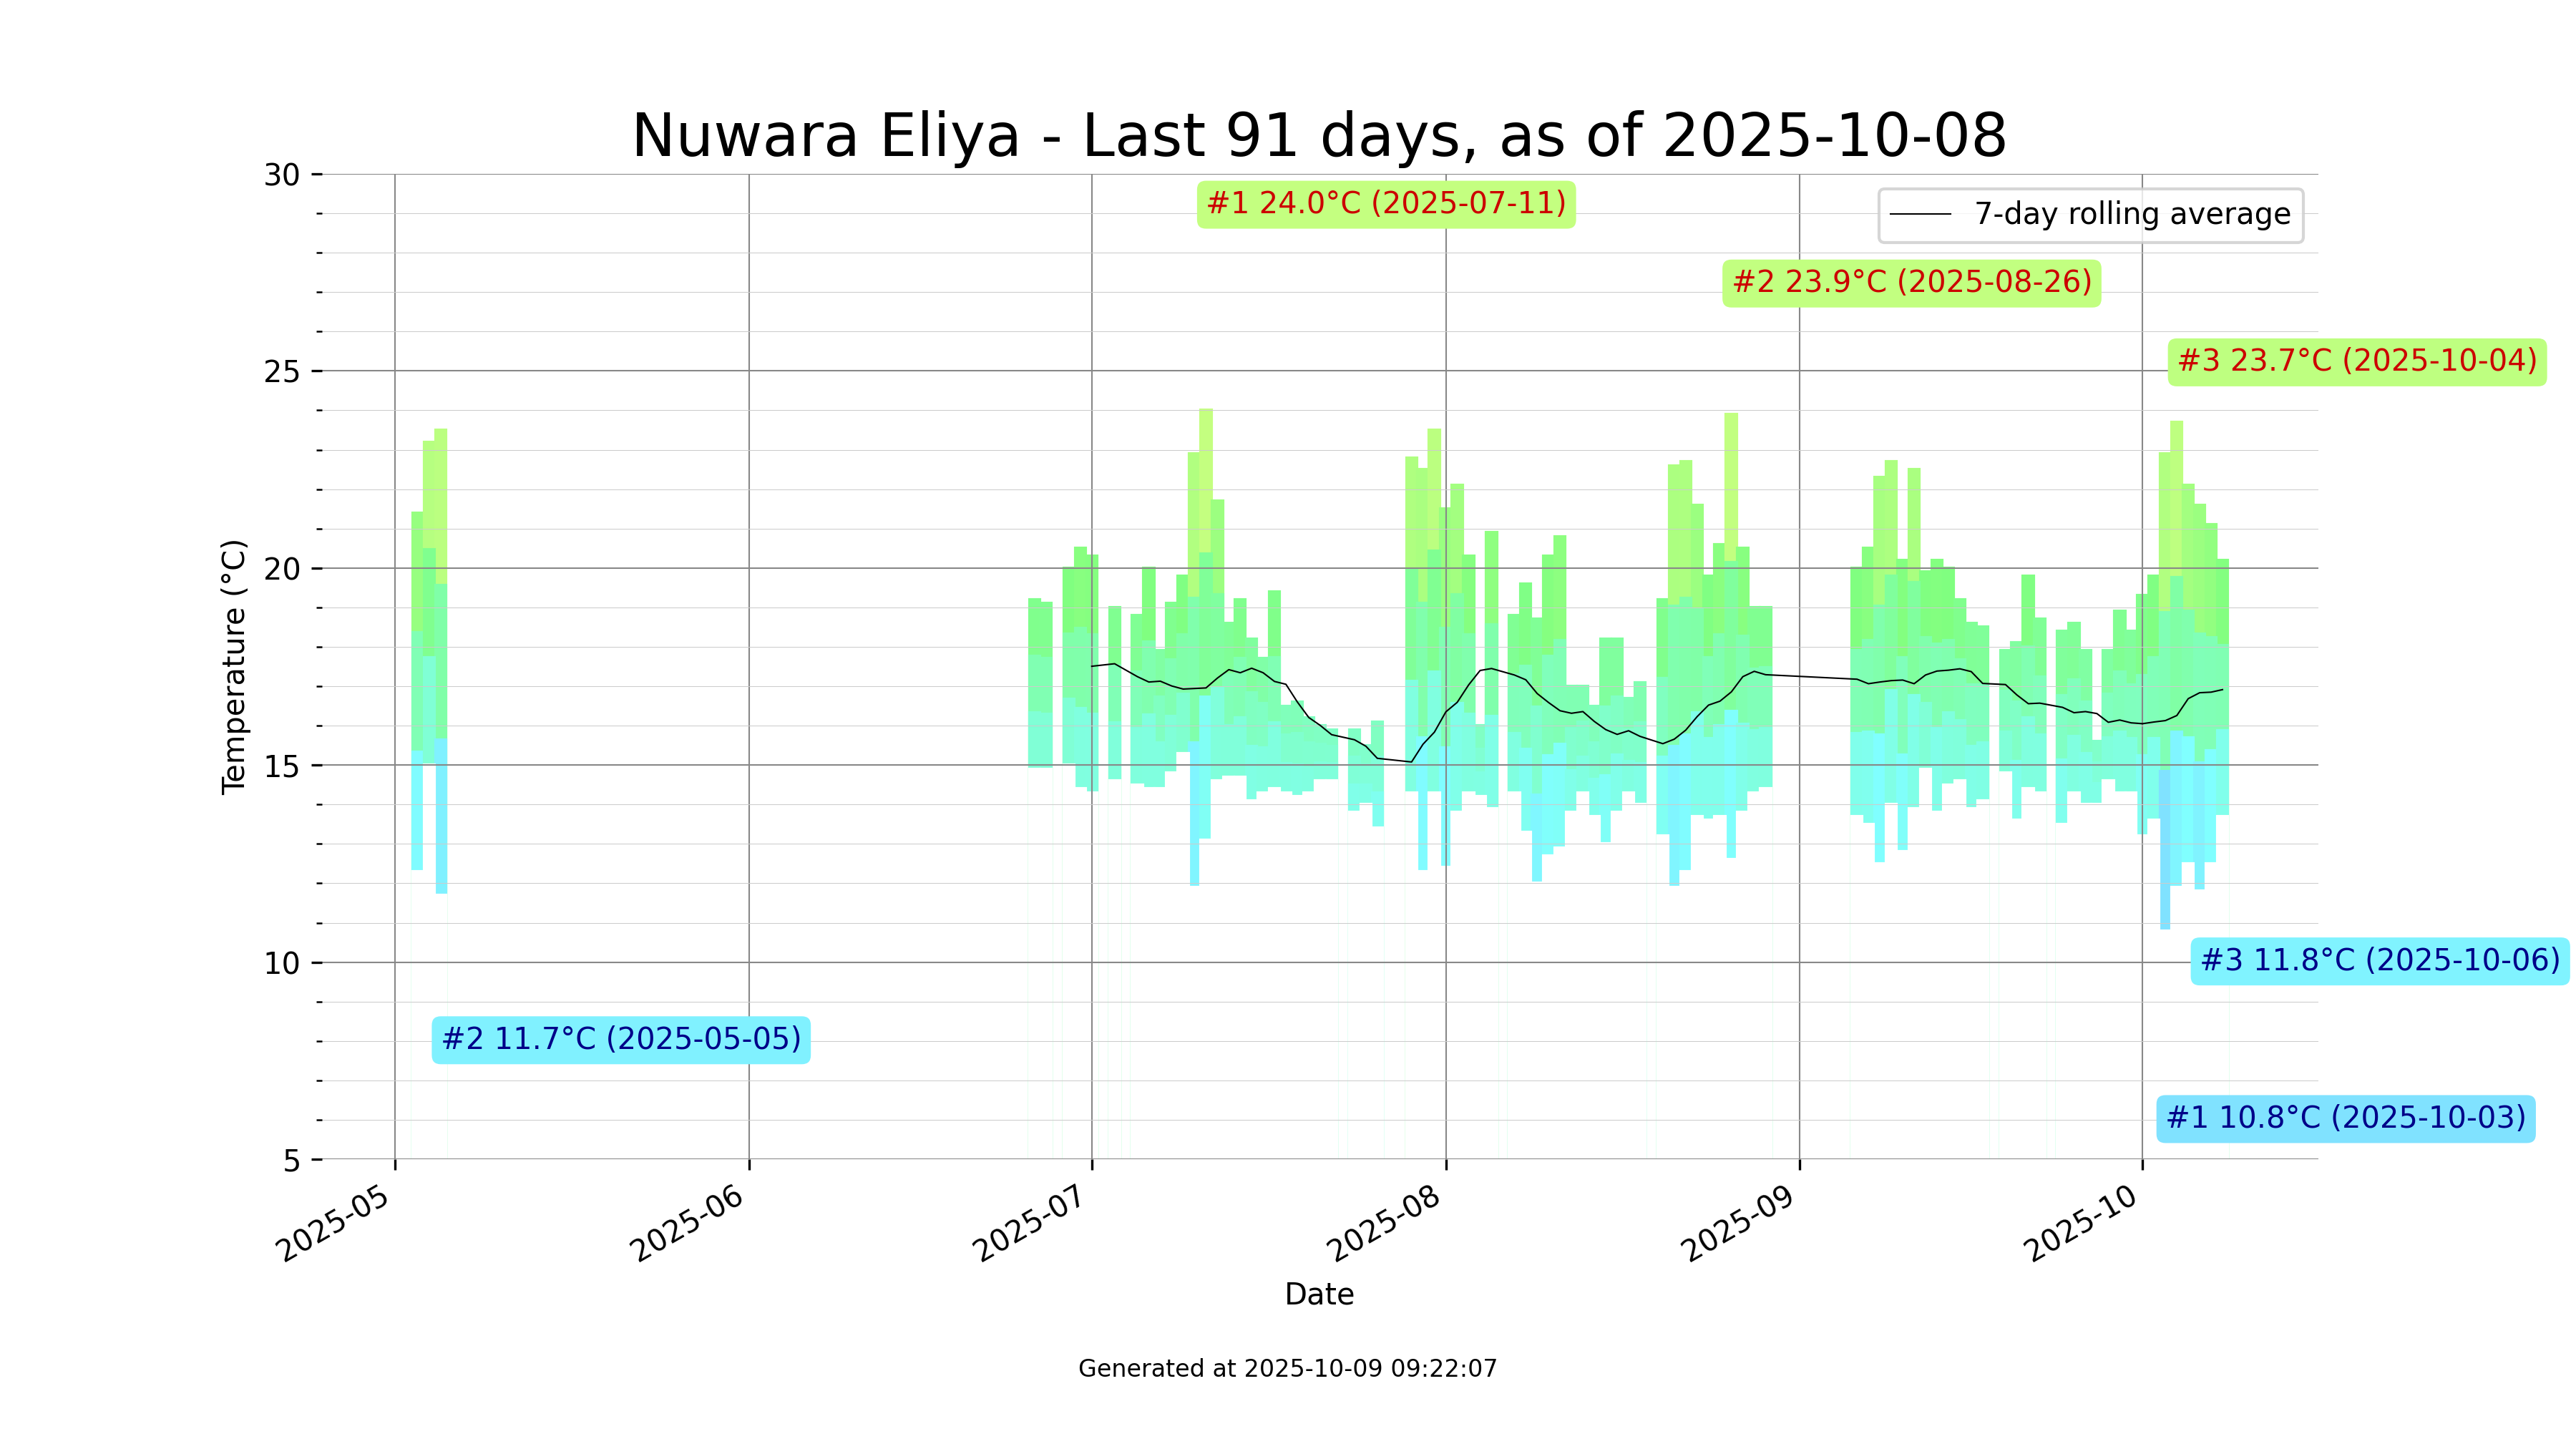 Nuwara Eliya - Last 91 days, as of 2025-10-08
30
25
20
15
10
5
Temperature (°C)
#1 24.0°C (2025-07-11)
7-day rolling average
#2 23.9°C (2025-08-26)
#3 23.7°C (2025-10-04)
#3 11.8°C (2025-10-06)
#2 11.7°C (2025-05-05)
#1 10.8°C (2025-10-03)
2025-05
2025-06
2025-07
2025-08
2025-09
2025-10
Date
Generated at 2025-10-09 09:22:07